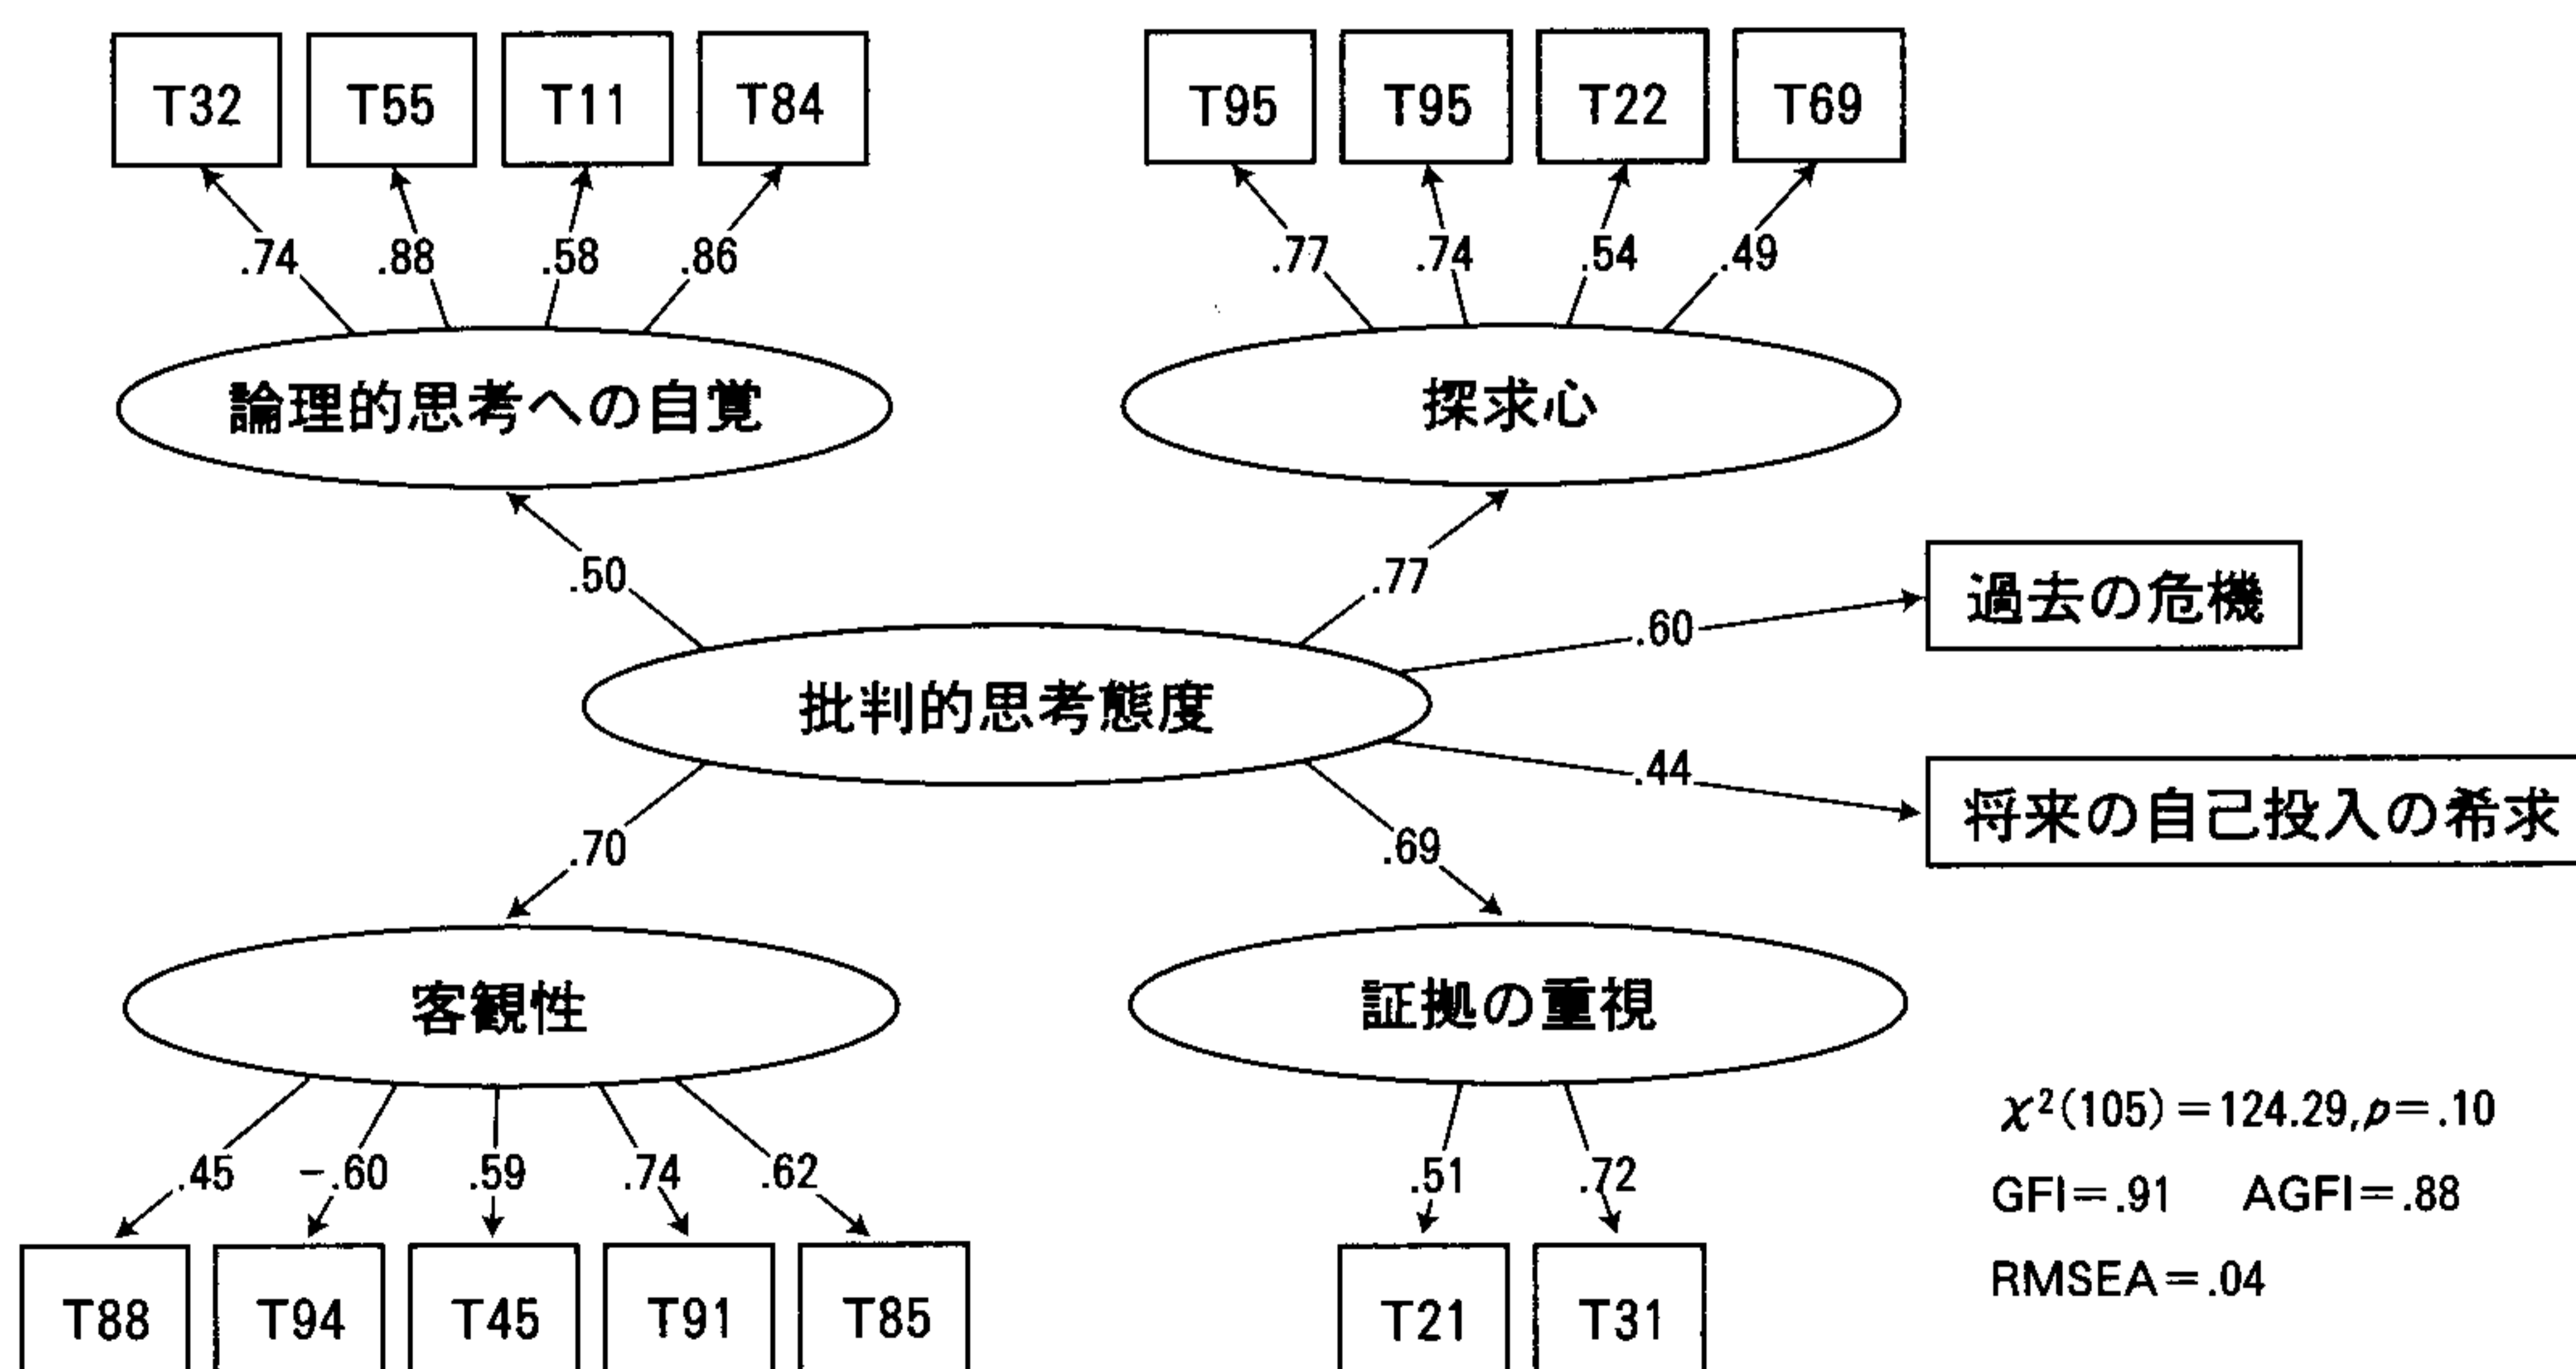 T32 T55 T11 T84 T95 T95 T22 T69
.74 .88 .58 .86 .77 .74 .54 .49
論理的思考への自覚 探求心
.50 .77
過去の危機
.60
批判的思考態度
.44
将来の自己投入の希求
.70 .69
客観性 証拠の重視
χ²(105)=124.29,p=.10
.45 -.60 .59 .74 .62 .51 .72
GFI=.91 AGFI=.88
RMSEA=.04
T88 T94 T45 T91 T85 T21 T31